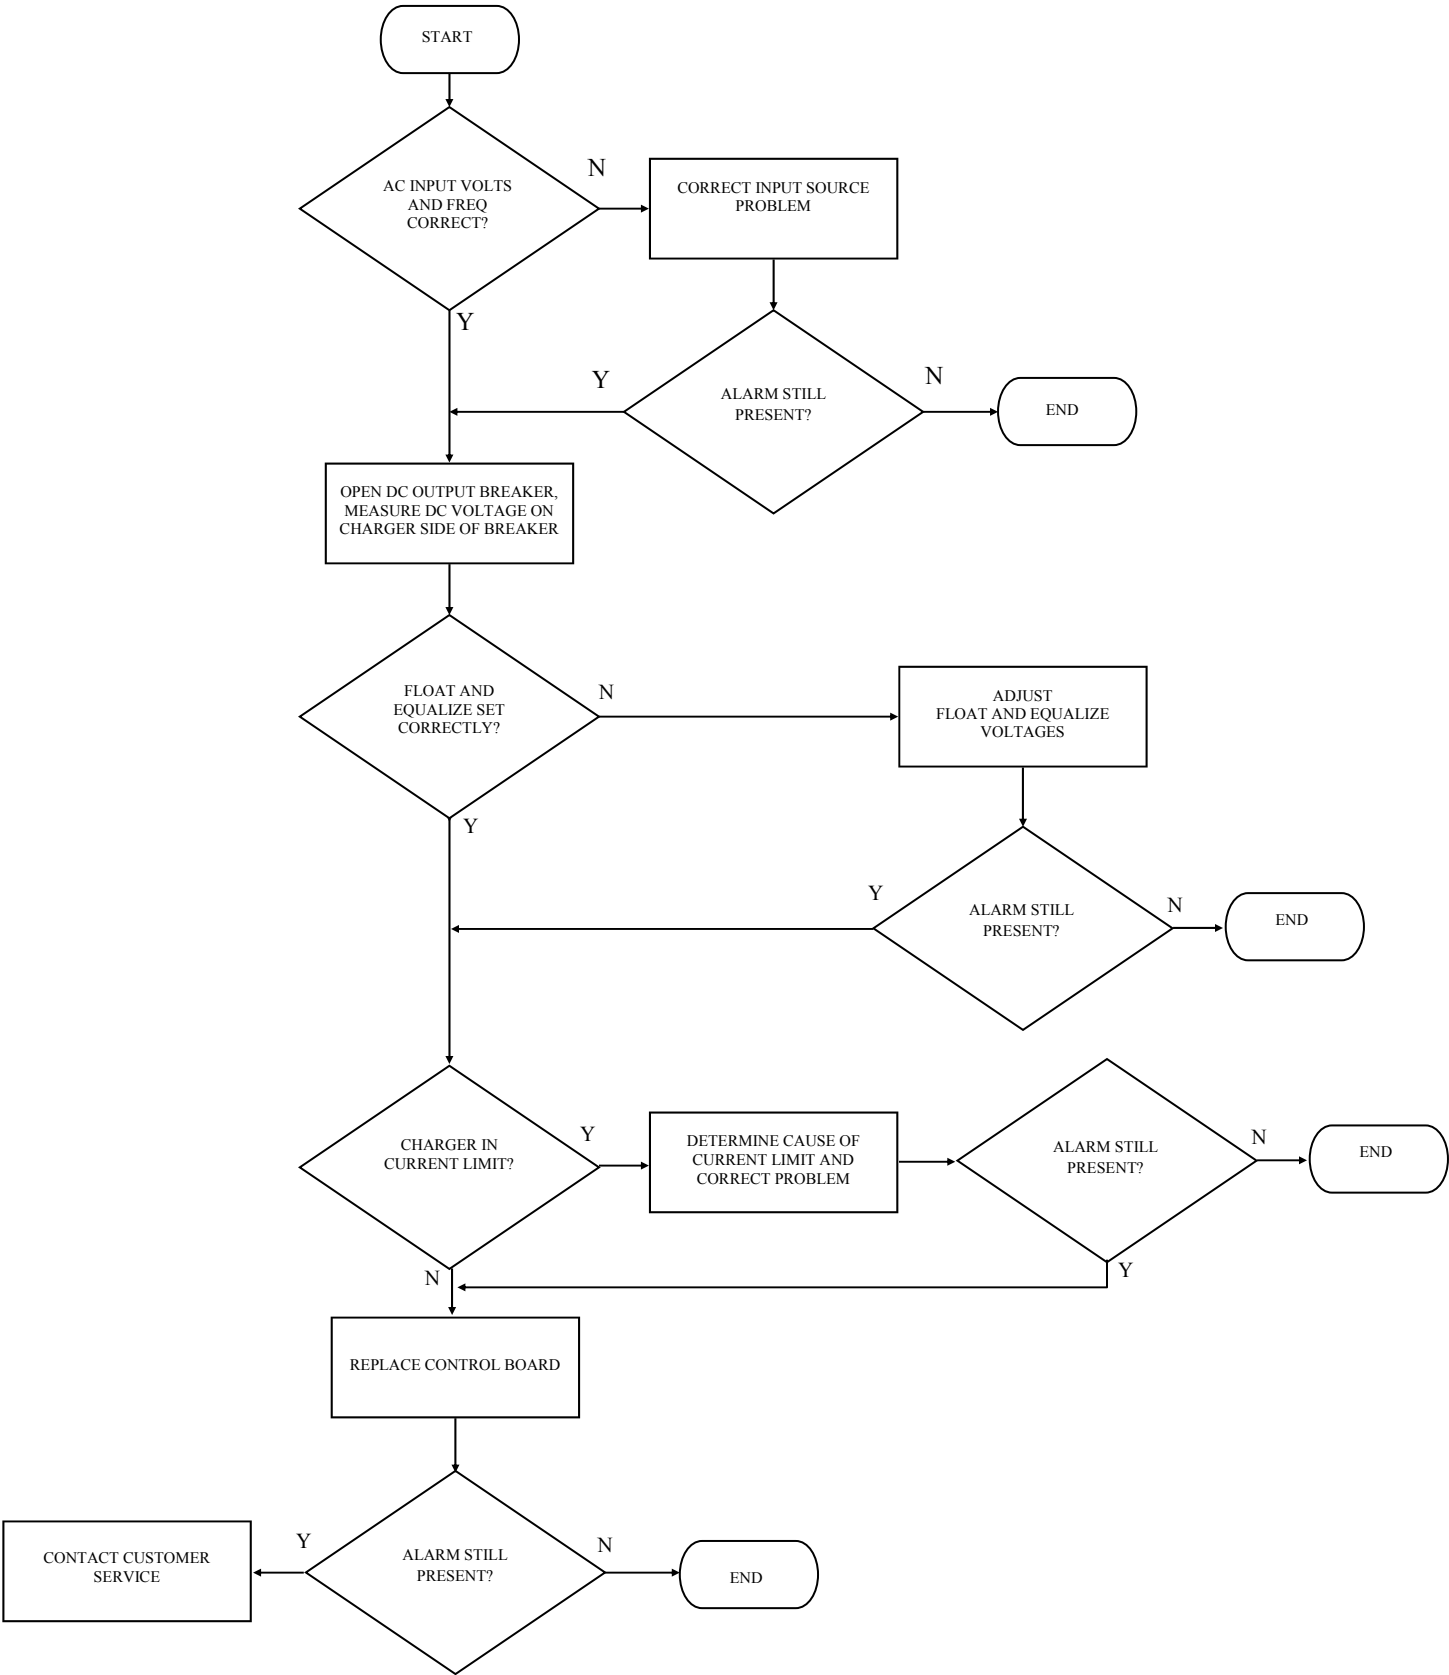 START
AC INPUT VOLTS
AND FREQ
CORRECT?
N
CORRECT INPUT SOURCE
PROBLEM
Y
ALARM STILL
PRESENT?
Y
N
END
OPEN DC OUTPUT BREAKER,
MEASURE DC VOLTAGE ON
CHARGER SIDE OF BREAKER
FLOAT AND
EQUALIZE SET
CORRECTLY?
N
ADJUST
FLOAT AND EQUALIZE
VOLTAGES
Y
ALARM STILL
PRESENT?
Y
N
END
CHARGER IN
CURRENT LIMIT?
Y
DETERMINE CAUSE OF
CURRENT LIMIT AND
CORRECT PROBLEM
ALARM STILL
PRESENT?
N
END
N
Y
REPLACE CONTROL BOARD
ALARM STILL
PRESENT?
Y
CONTACT CUSTOMER
SERVICE
N
END